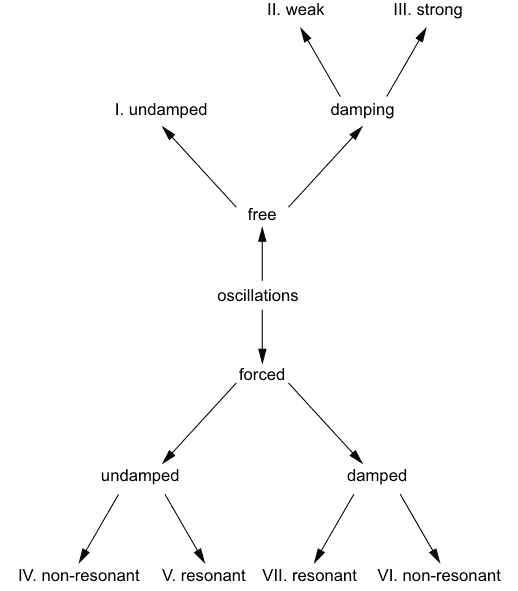 II. weak III. strong
I. undamped damping
free
oscillations
forced
undamped damped
IV. non-resonant V. resonant VII. resonant VI. non-resonant